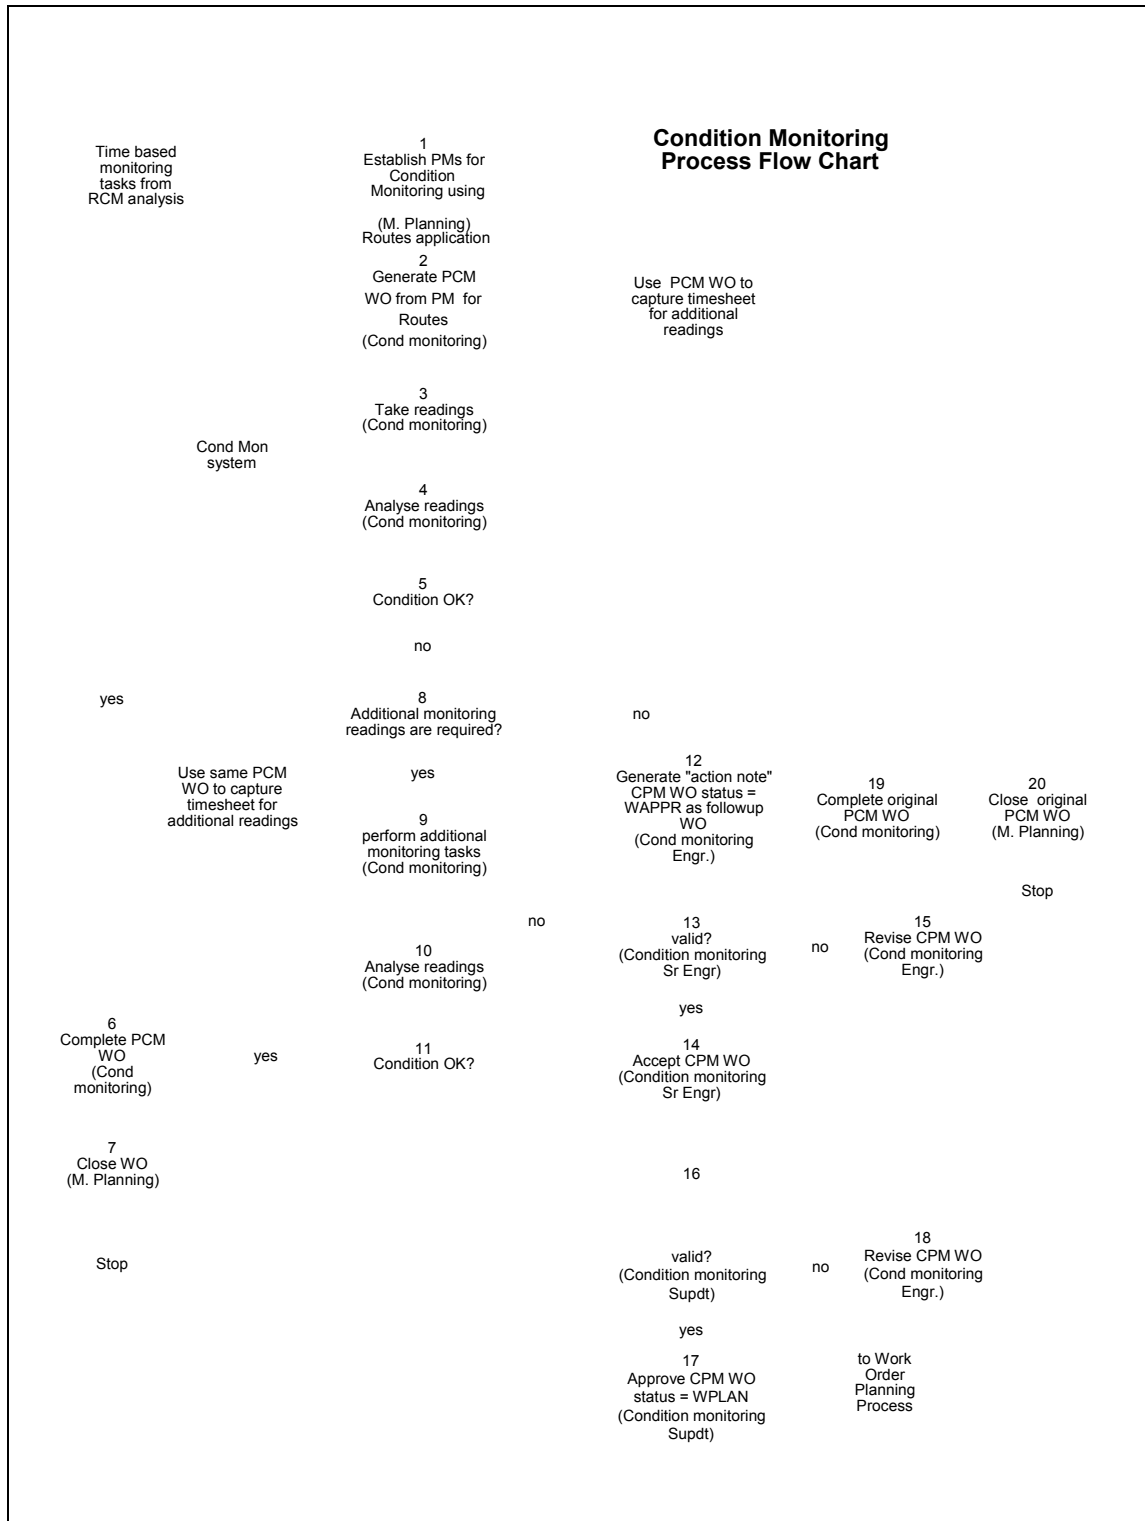 Condition Monitoring
Process Flow Chart
Time based
monitoring
tasks from
RCM analysis
1
Establish PMs for
Condition
Monitoring using
(M. Planning)
Routes application
2
Generate PCM
WO from PM for
Routes
(Cond monitoring)
Use PCM WO to
capture timesheet
for additional
readings
3
Take readings
(Cond monitoring)
Cond Mon
system
4
Analyse readings
(Cond monitoring)
5
Condition OK?
no
yes
8
Additional monitoring
readings are required?
no
Use same PCM
WO to capture
timesheet for
additional readings
yes
9
perform additional
monitoring tasks
(Cond monitoring)
12
Generate "action note"
CPM WO status =
WAPPR as followup
WO
(Cond monitoring
Engr.)
19
Complete original
PCM WO
(Cond monitoring)
20
Close original
PCM WO
(M. Planning)
Stop
no
10
Analyse readings
(Cond monitoring)
13
valid?
(Condition monitoring
Sr Engr)
no
15
Revise CPM WO
(Cond monitoring
Engr.)
yes
6
Complete PCM
WO
(Cond
monitoring)
yes
11
Condition OK?
14
Accept CPM WO
(Condition monitoring
Sr Engr)
7
Close WO
(M. Planning)
16
Stop
valid?
(Condition monitoring
Supdt)
no
18
Revise CPM WO
(Cond monitoring
Engr.)
yes
17
Approve CPM WO
status = WPLAN
(Condition monitoring
Supdt)
to Work
Order
Planning
Process